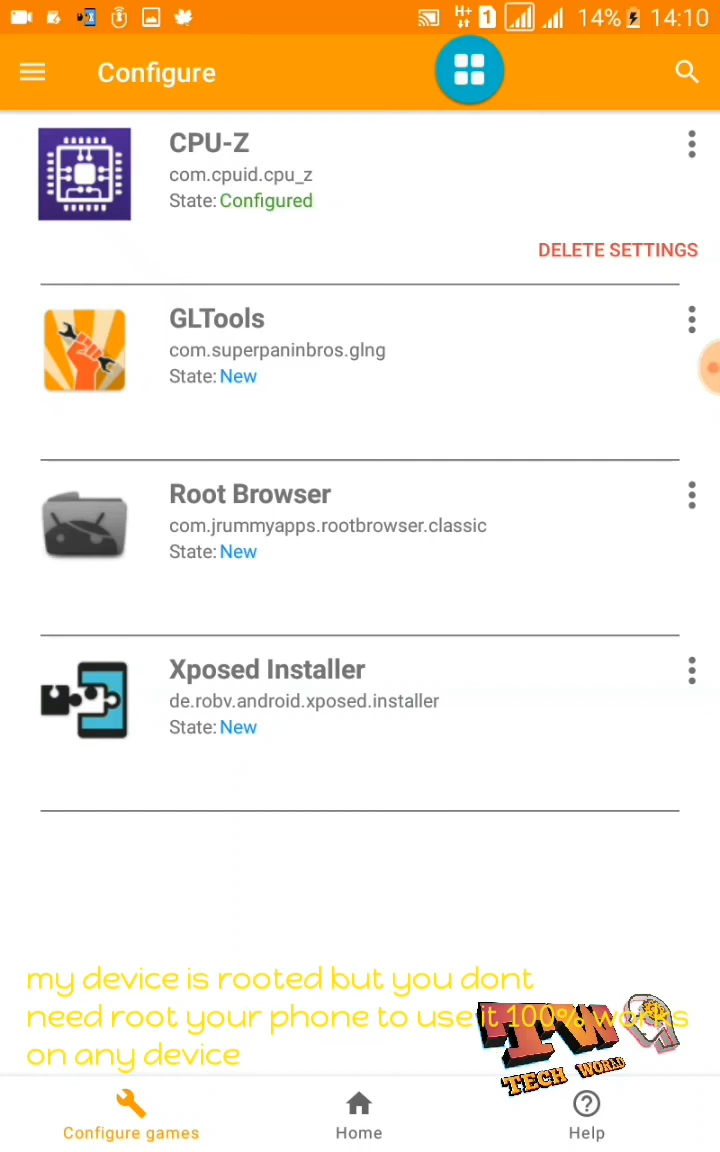 1 14% 14:10
H+
Configure
CPU-Z
com.cpuid.cpu_z
State: Configured
DELETE SETTINGS
GLTools
com.superpaninbros.glng
State: New
Root Browser
com.jrummyapps.rootbrowser.classic
State: New
Xposed Installer
de.robv.android.xposed.installer
State: New
my device is rooted but you dont
need root your phone to use it 100% works
on any device
TW
TECH WORLD
Configure games
Home
Help